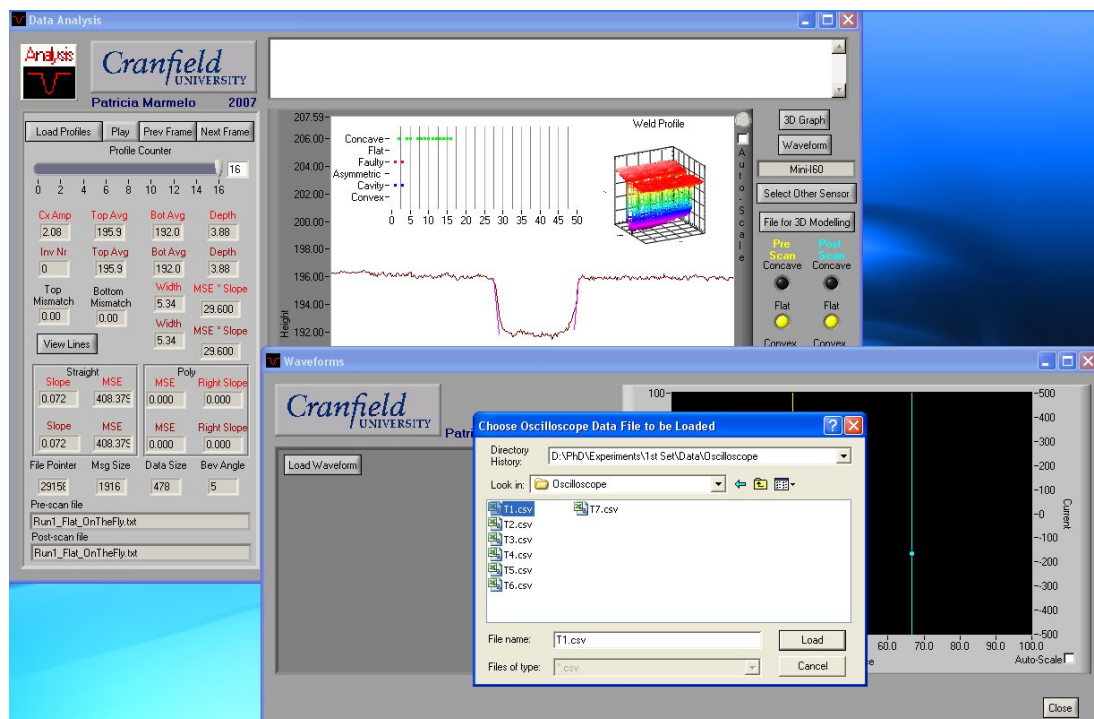 Data Analysis
Analysis
Cranfield
UNIVERSITY
Patricia Marmelo 2007
Load Profiles Play Prev Frame Next Frame
Profile Counter
16
0 2 4 6 8 10 12 14 16
Cx Amp Top Avg Bot Avg Depth
2.08 195.9 192.0 3.88
Inv Nr Top Avg Bot Avg Depth
0 195.9 192.0 3.88
Top Mismatch Bottom Mismatch Width MSE * Slope
0.00 0.00 5.34 29.600
Width MSE * Slope
View Lines 5.34 29.600
Straight Poly
Slope MSE MSE Right Slope
0.072 408.379 0.000 0.000
Slope MSE MSE Right Slope
0.072 408.379 0.000 0.000
File Pointer Msg Size Data Size Bev Angle
1916 478 5
Pre-scan file
Run1_Flat_OnTheFly.txt
Post-scan file
Run1_Flat_OnTheFly.txt
207.59
206.00
204.00
202.00
200.00
198.00
196.00
194.00
192.00
Height
Weld Profile
Concave
Flat
Faulty
Asymmetric
Cavity
Convex
0 5 10 15 20 25 30 35 40 45 50
Auto-Scale
3D Graph
Waveform
Mini-I60
Select Other Sensor
File for 3D Modelling
Pre Scan Post Scan
Concave Concave
Flat Flat
Convex Convex
Waveforms
Cranfield
UNIVERSITY
Patri
Load Waveform
100
-500
-400
-300
-200
-100
-0
-100
-300
-400
-500
Current
60.0 70.0 80.0 90.0 100.0
Auto-Scale
Close
Choose Oscilloscope Data File to be Loaded
Directory History: D:\PhD\Experiments\1st Set\Data\Oscilloscope
Look in: Oscilloscope
T1.csv T7.csv
T2.csv
T3.csv
T4.csv
T5.csv
T6.csv
File name: T1.csv Load
Files of type: *.csv Cancel